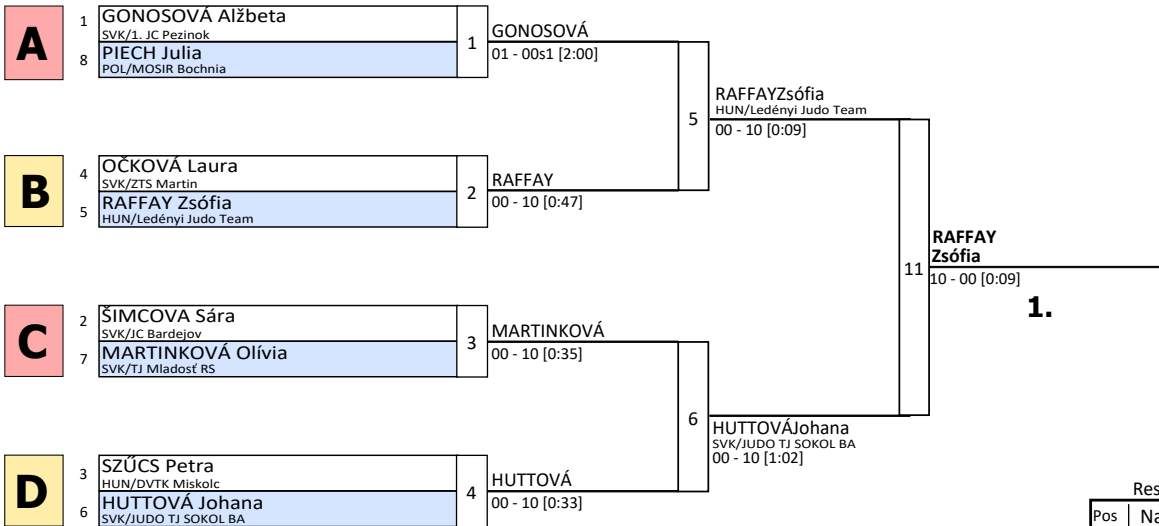 A
1
GONOSOVÁ Alžbeta
SVK/1. JC Pezinok
8
PIECH Julia
POL/MOSIR Bochnia
1
GONOSOVÁ
01 - 00s1 [2:00]
5
RAFFAYZsófia
HUN/Ledényi Judo Team
00 - 10 [0:09]
B
4
OČKOVÁ Laura
SVK/ZTS Martin
5
RAFFAY Zsófia
HUN/Ledényi Judo Team
2
RAFFAY
00 - 10 [0:47]
11
RAFFAY
Zsófia
10 - 00 [0:09]
1.
C
2
ŠIMCOVA Sára
SVK/JC Bardejov
7
MARTINKOVÁ Olívia
SVK/TJ Mladosť RS
3
MARTINKOVÁ
00 - 10 [0:35]
6
HUTTOVÁJohana
SVK/JUDO TJ SOKOL BA
00 - 10 [1:02]
D
3
SZŰCS Petra
HUN/DVTK Miskolc
6
HUTTOVÁ Johana
SVK/JUDO TJ SOKOL BA
4
HUTTOVÁ
00 - 10 [0:33]
Res
Pos Na